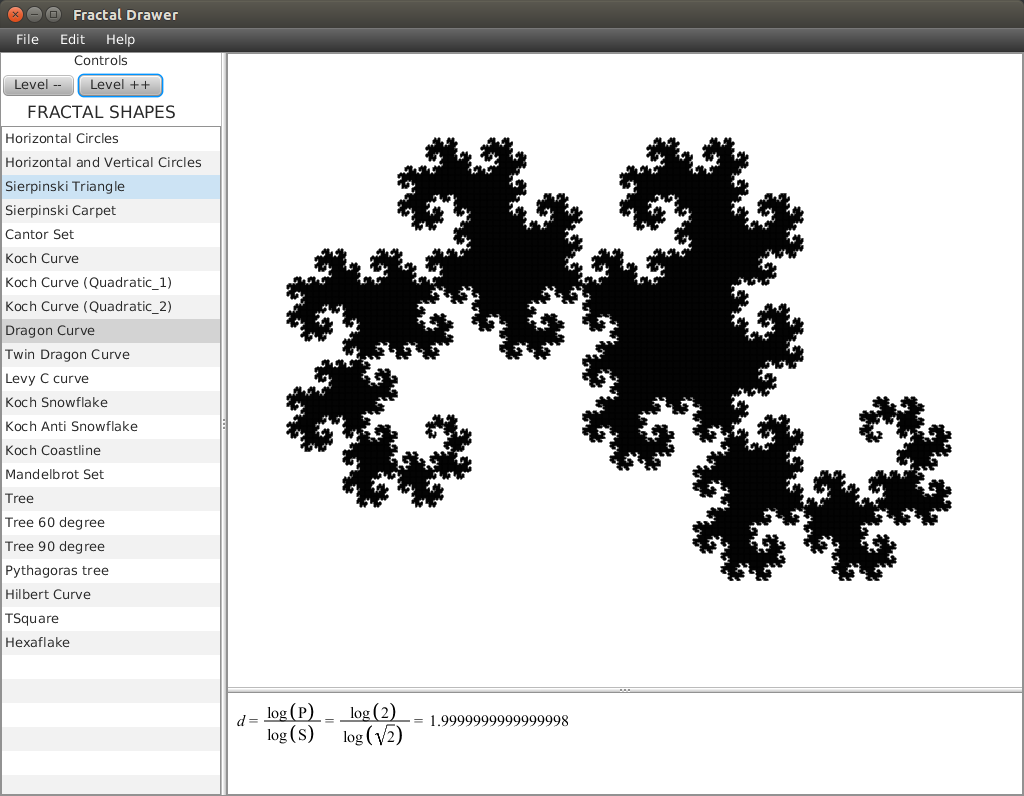 Fractal Drawer
File Edit Help
Controls
Level -- Level ++
FRACTAL SHAPES
Horizontal Circles
Horizontal and Vertical Circles
Sierpinski Triangle
Sierpinski Carpet
Cantor Set
Koch Curve
Koch Curve (Quadratic_1)
Koch Curve (Quadratic_2)
Dragon Curve
Twin Dragon Curve
Levy C curve
Koch Snowflake
Koch Anti Snowflake
Koch Coastline
Mandelbrot Set
Tree
Tree 60 degree
Tree 90 degree
Pythagoras tree
Hilbert Curve
TSquare
Hexaflake
d = log(P) / log(S) = log(2) / log(√2) = 1.9999999999999998